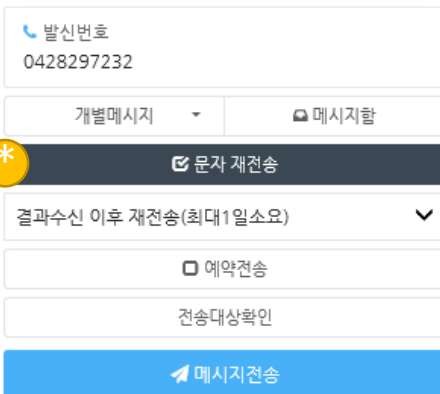 발신번호
0428297232
개별메시지 메시지함
*
문자 재전송
결과수신 이후 재전송(최대1일소요)
예약전송
전송대상확인
메시지전송